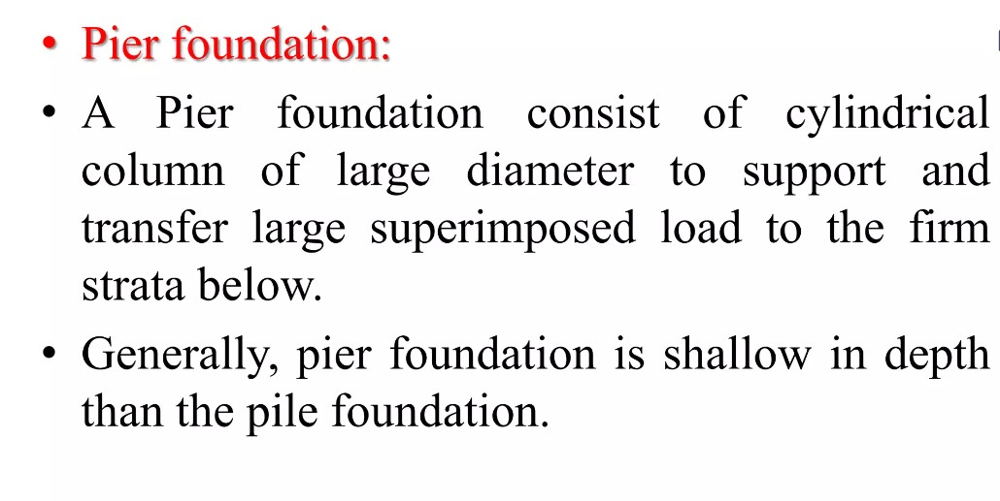 • Pier foundation:
• A Pier foundation consist of cylindrical
column of large diameter to support and
transfer large superimposed load to the firm
strata below.
• Generally, pier foundation is shallow in depth
than the pile foundation.